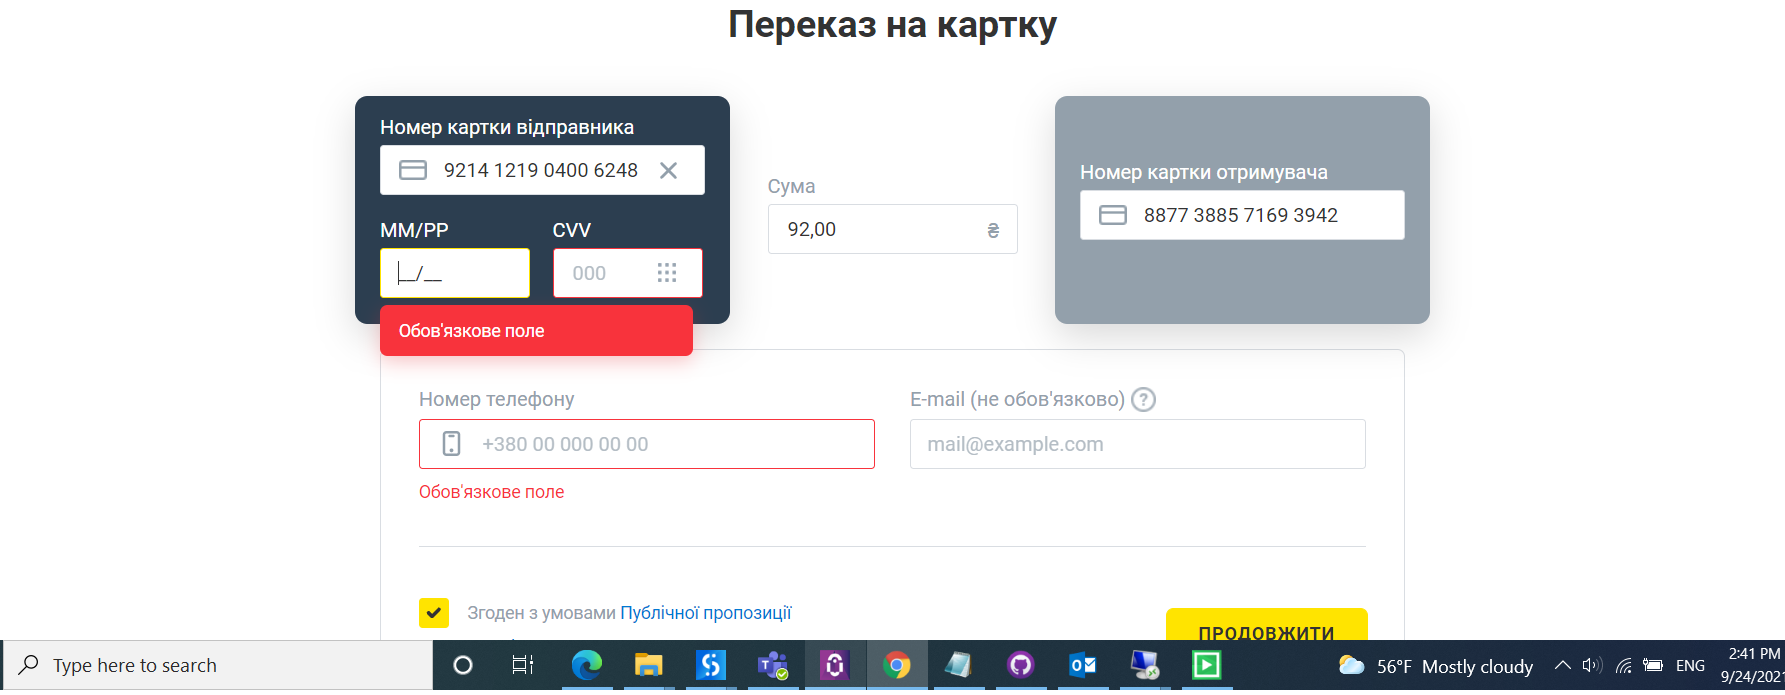 Переказ на картку
Номер картки відправника
9214 1219 0400 6248
ММ/РР
CVV
__/__
000
Обов'язкове поле
Сума
92,00 ₴
Номер картки отримувача
8877 3885 7169 3942
Номер телефону
+380 00 000 00 00
Обов'язкове поле
E-mail (не обов'язково) ?
mail@example.com
Згоден з умовами Публічної пропозиції
ПРОДОВЖИТИ
Type here to search
56°F Mostly cloudy
ENG
2:41 PM
9/24/202